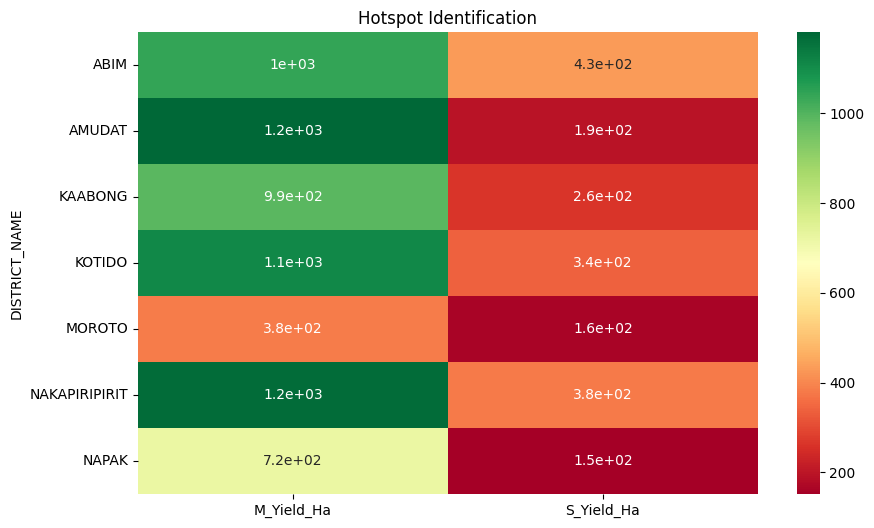 Hotspot Identification
DISTRICT_NAME
ABIM 1e+03 4.3e+02
AMUDAT 1.2e+03 1.9e+02
KAABONG 9.9e+02 2.6e+02
KOTIDO 1.1e+03 3.4e+02
MOROTO 3.8e+02 1.6e+02
NAKAPIRIPIRIT 1.2e+03 3.8e+02
NAPAK 7.2e+02 1.5e+02
M_Yield_Ha S_Yield_Ha
1000
800
600
400
200